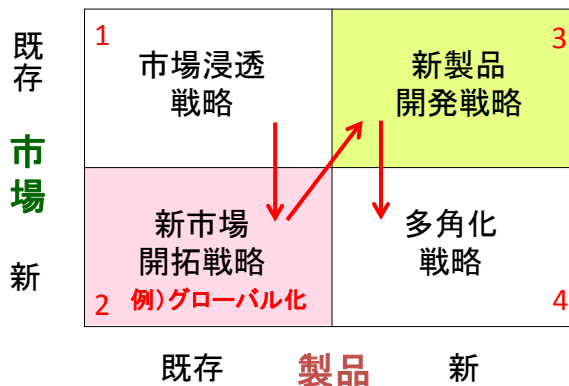 既存
市場
新
1
市場浸透
戦略
3
新製品
開発戦略
新市場
開拓戦略
2
例）グローバル化
多角化
戦略
4
既存
製品
新